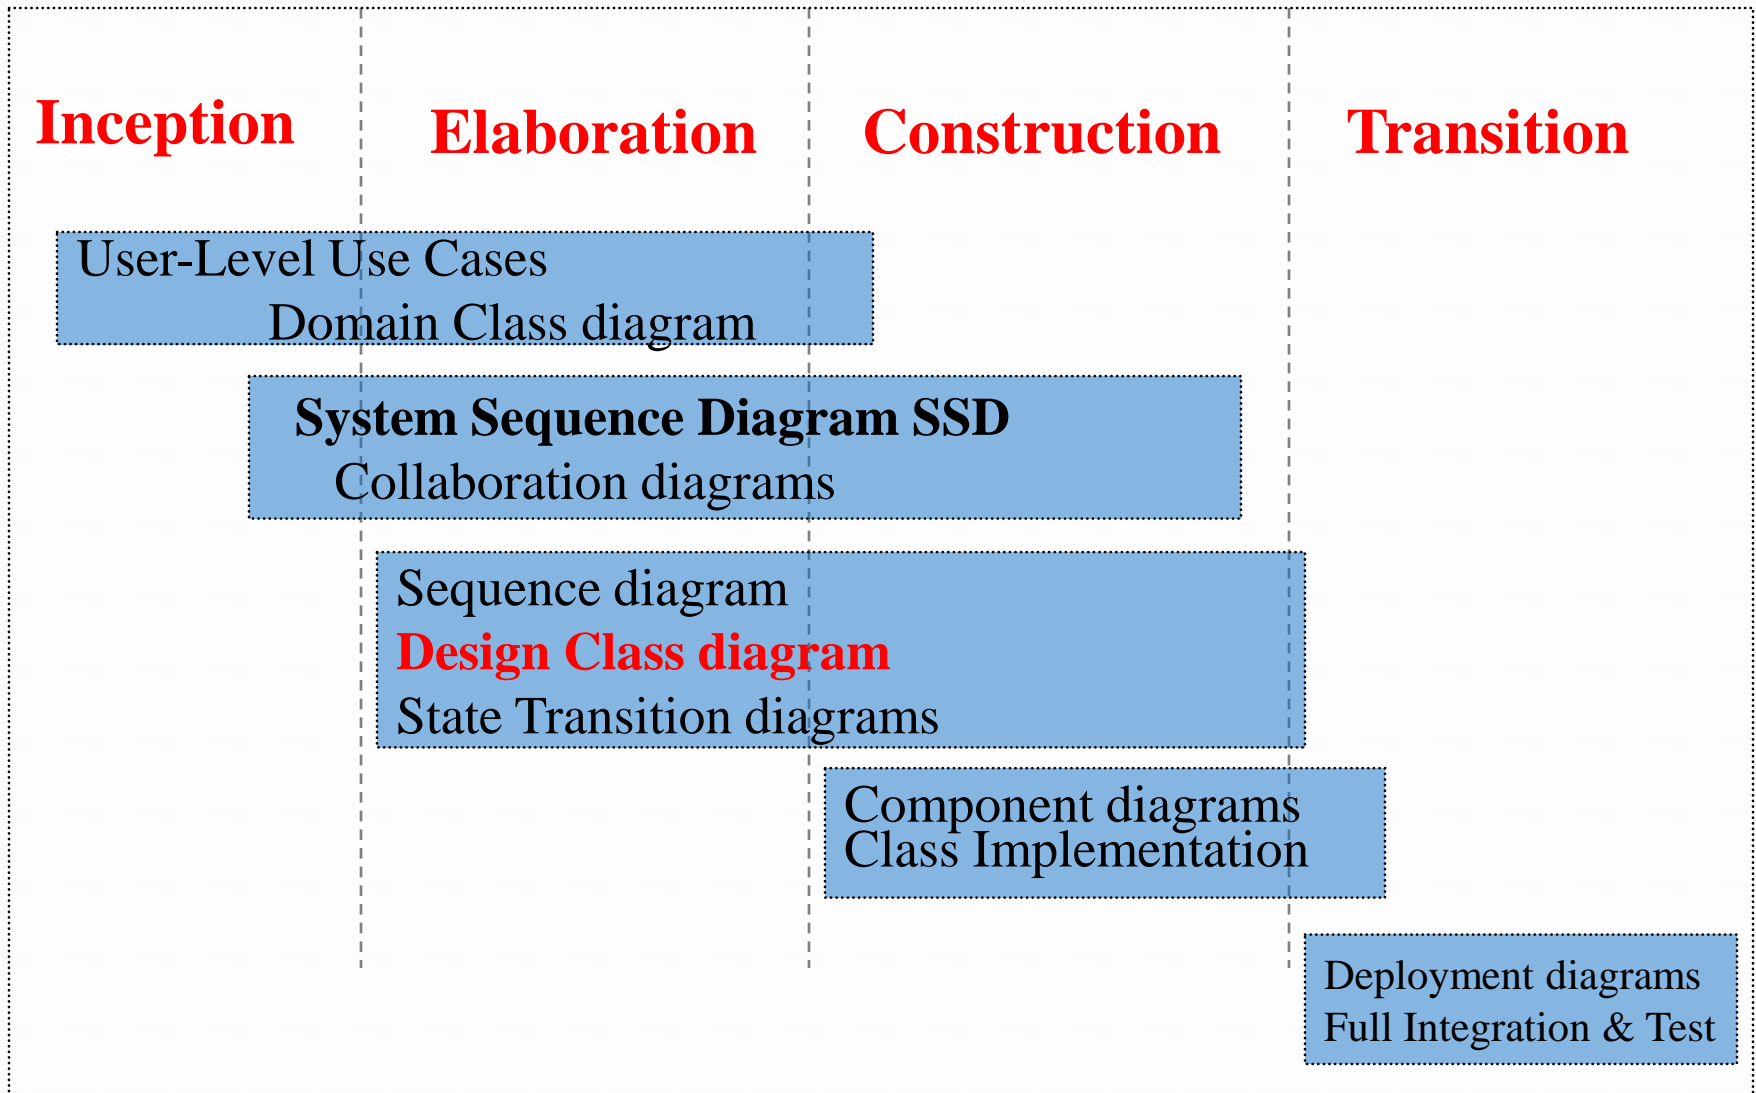 Inception
Elaboration
Construction
Transition
User-Level Use Cases
Domain Class diagram
System Sequence Diagram SSD
Collaboration diagrams
Sequence diagram
Design Class diagram
State Transition diagrams
Component diagrams
Class Implementation
Deployment diagrams
Full Integration & Test